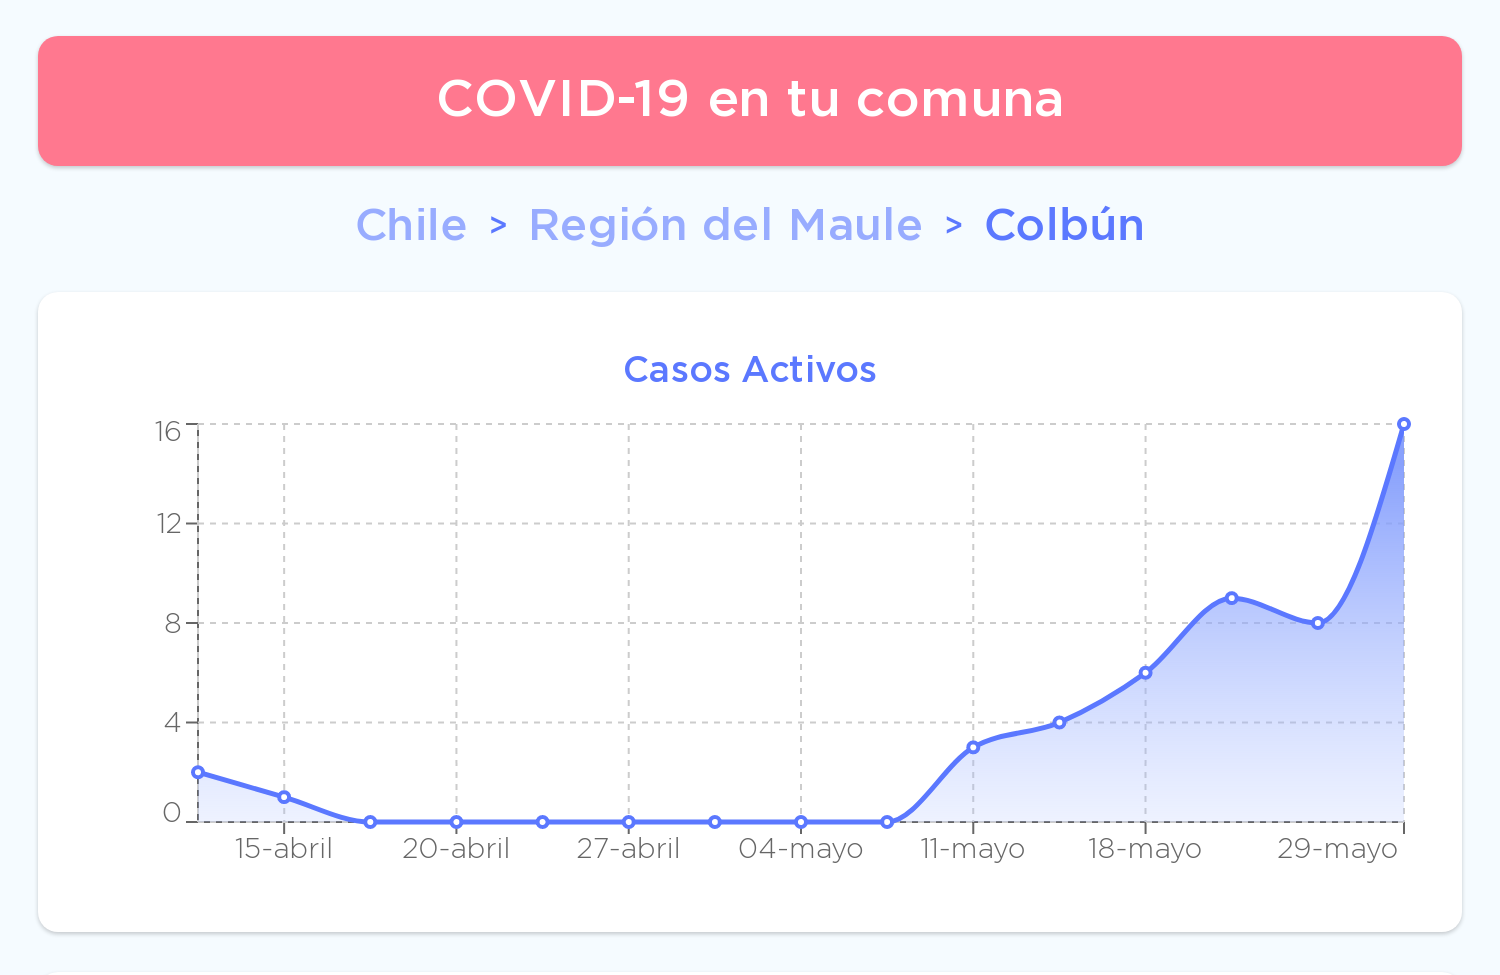 COVID-19 en tu comuna
Chile > Región del Maule > Colbún
Casos Activos
16
12
8
4
0
15-abril 20-abril 27-abril 04-mayo 11-mayo 18-mayo 29-mayo